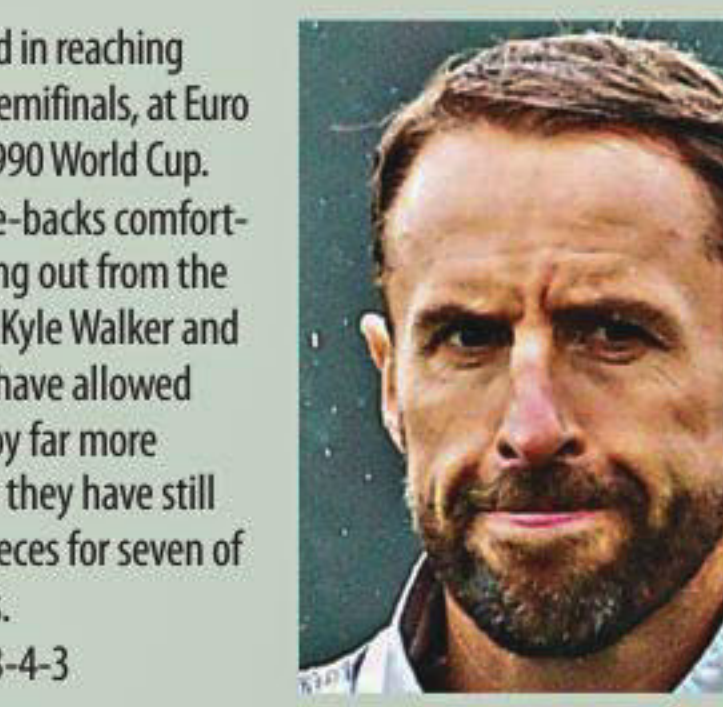 d in reaching
emifinals, at Euro
990 World Cup.
e-backs comfort-
ng out from the
Kyle Walker and
have allowed
by far more
they have still
eces for seven of
s.
3-4-3